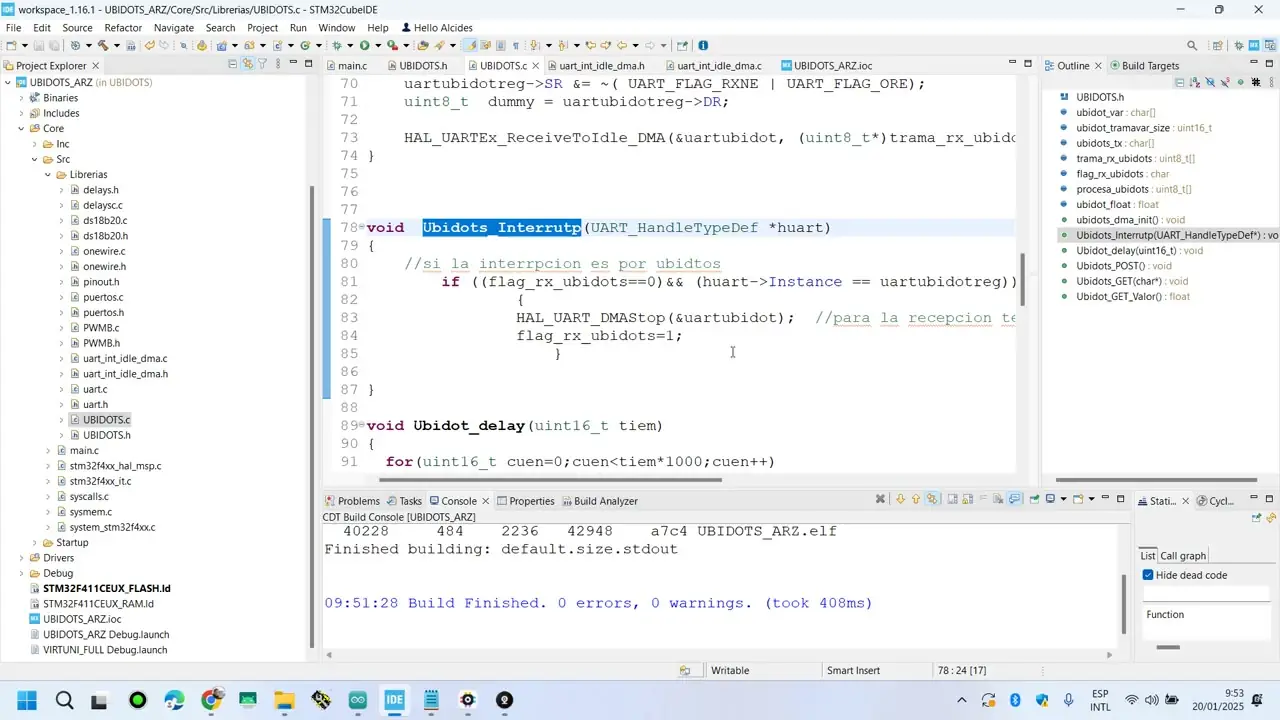 workspace_1.16.1 - UBIDOTS_ARZ/Core/Src/Librerias/UBIDOTS.c - STM32CubeIDE
File Edit Source Refactor Navigate Search Project Run Window Help Hello Alcides
Project Explorer
UBIDOTS_ARZ (in UBIDOTS)
Binaries
Includes
Core
Inc
Src
Librerias
delays.h
delaysc.c
ds18b20.c
ds18b20.h
onewire.c
onewire.h
pinout.h
puertos.c
puertos.h
PWMB.c
PWMB.h
uart_int_idle_dma.c
uart_int_idle_dma.h
uart.c
uart.h
UBIDOTS.c
UBIDOTS.h
main.c
stm32f4xx_hal_msp.c
stm32f4xx_it.c
syscalls.c
sysmem.c
system_stm32f4xx.c
Startup
Drivers
Debug
STM32F411CEUX_FLASH.ld
STM32F411CEUX_RAM.ld
UBIDOTS_ARZ.ioc
UBIDOTS_ARZ Debug.launch
VIRTUNI_FULL Debug.launch
main.c UBIDOTS.h UBIDOTS.c uart_int_idle_dma.h uart_int_idle_dma.c UBIDOTS_ARZ.ioc
70 uartubidotreg->SR &= ~( UART_FLAG_RXNE | UART_FLAG_ORE);
71 uint8_t dummy = uartubidotreg->DR;
72
73 HAL_UARTEx_ReceiveToIdle_DMA(&uartubidot, (uint8_t*)trama_rx_ubido
74 }
75
76
77
78 void Ubidots_Interrutp(UART_HandleTypeDef *huart)
79 {
80 //si la interrpcion es por ubidtos
81 if ((flag_rx_ubidots==0)&& (huart->Instance == uartubidotreg))
82 {
83 HAL_UART_DMAStop(&uartubidot); //para la recepcion te
84 flag_rx_ubidots=1;
85 }
86
87 }
88
89 void Ubidot_delay(uint16_t tiem)
90 {
91 for(uint16_t cuen=0;cuen<tiem*1000;cuen++)
Outline Build Targets
UBIDOTS.h
ubidot_var : char[]
ubidot_tramavar_size : uint16_t
ubidots_tx : char[]
trama_rx_ubidots : uint8_t[]
flag_rx_ubidots : char
procesa_ubidots : uint8_t[]
ubidot_float : float
ubidots_dma_init() : void
Ubidots_Interrutp(UART_HandleTypeDef*) : vo
Ubidot_delay(uint16_t) : void
Ubidots_POST() : void
Ubidots_GET(char*) : void
Ubidot_GET_Valor() : float
Problems Tasks Console Properties Build Analyzer
CDT Build Console [UBIDOTS_ARZ]
40228 484 2236 42948 a7c4 UBIDOTS_ARZ.elf
Finished building: default.size.stdout
09:51:28 Build Finished. 0 errors, 0 warnings. (took 408ms)
Stati... Cycl...
List Call graph
Hide dead code
Function
Writable Smart Insert 78 : 24 [17]
IDE
ESP
INTL
9:53
20/01/2025